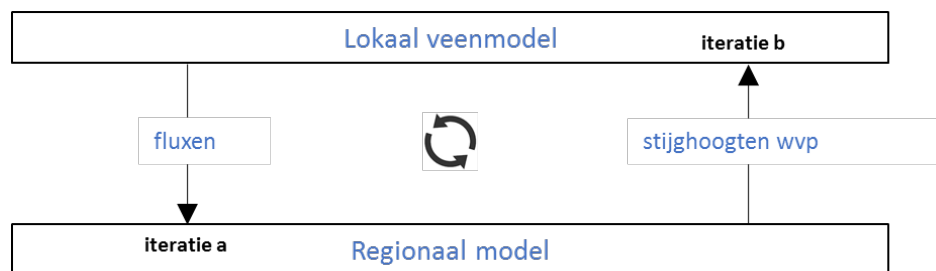 Lokaal veenmodel
iteratie b
fluxen
stijghoogten wvp
iteratie a
Regionaal model